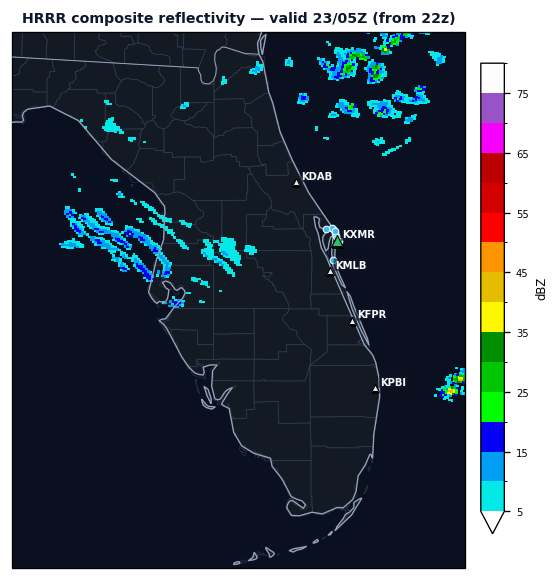 HRRR composite reflectivity — valid 23/05Z (from 22z)
KDAB
KXMR
KMLB
KFPR
KPBI
75
65
55
45
35
25
15
5
dBZ